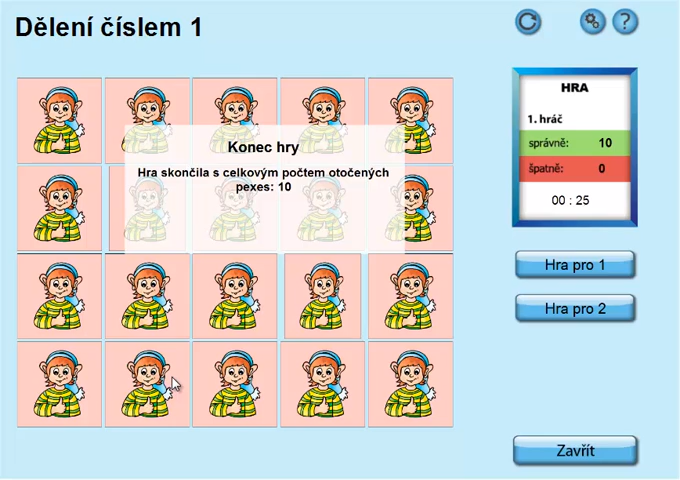 Dělení číslem 1
?
HRA
1. hráč
správně: 10
špatně: 0
00 : 25
Konec hry
Hra skončila s celkovým počtem otočených
pexes: 10
Hra pro 1
Hra pro 2
Zavřít